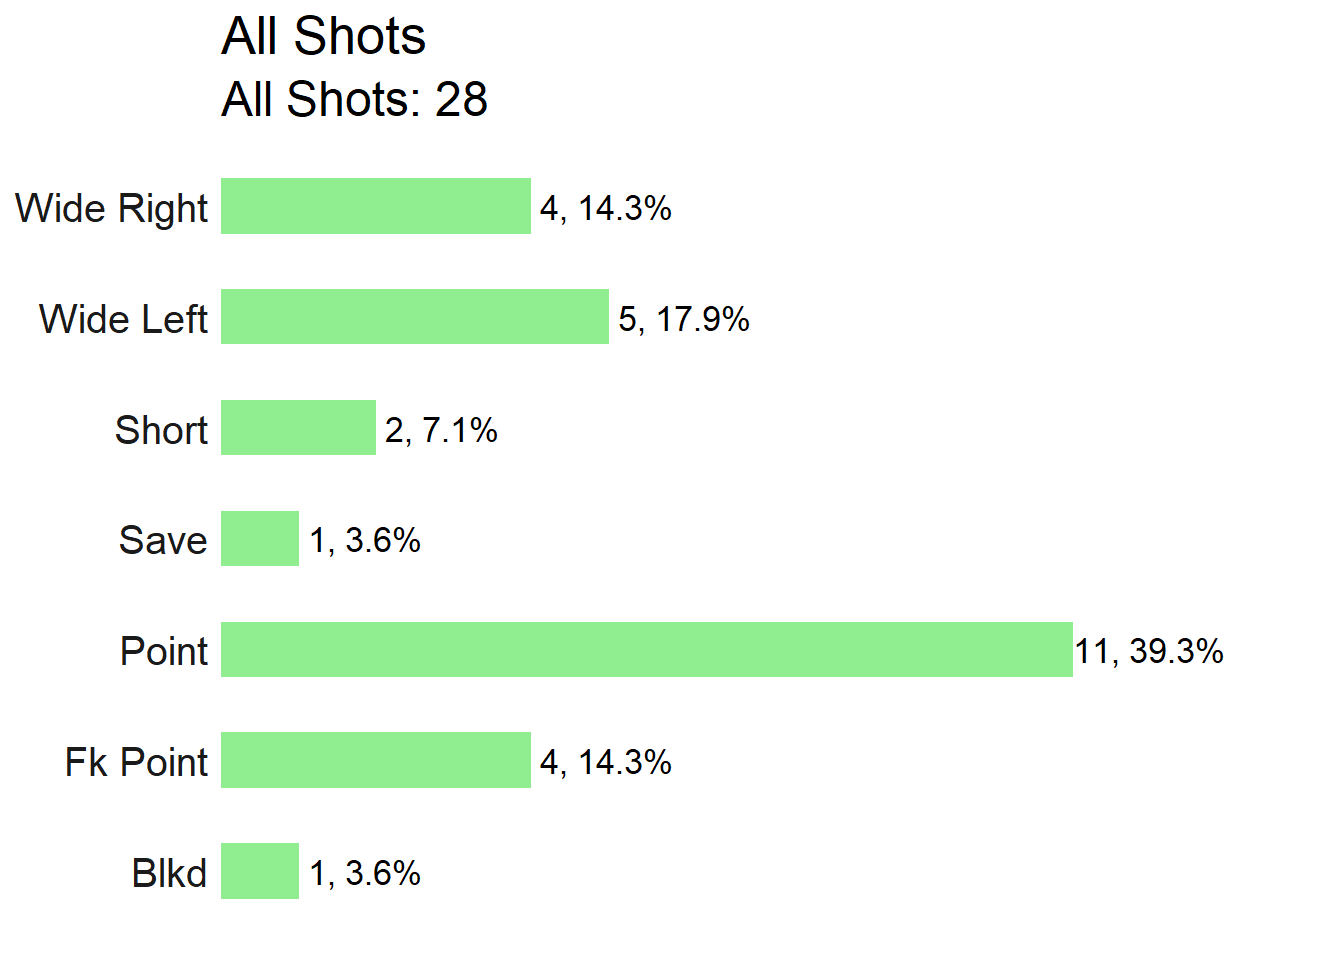 All Shots
All Shots: 28
Wide Right 4, 14.3%
Wide Left 5, 17.9%
Short 2, 7.1%
Save 1, 3.6%
Point 11, 39.3%
Fk Point 4, 14.3%
Blkd 1, 3.6%